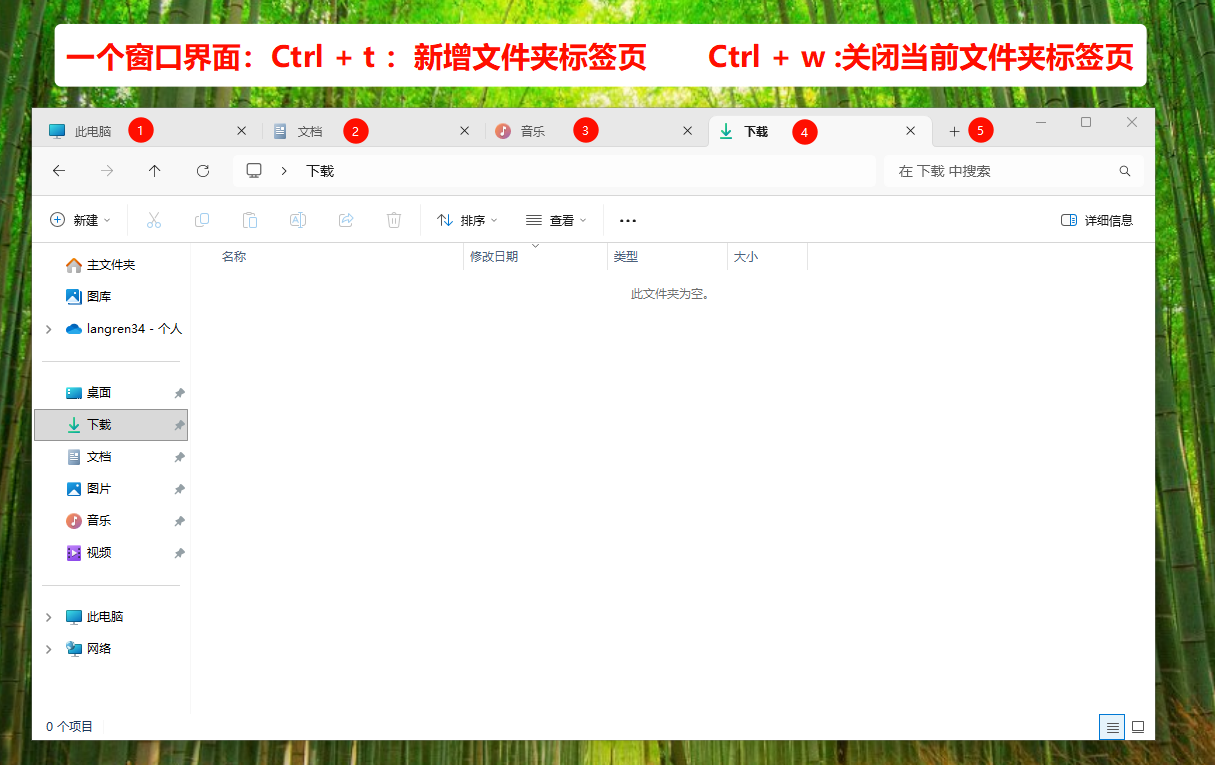 一个窗口界面：Ctrl + t ：新增文件夹标签页 Ctrl + w :关闭当前文件夹标签页
此电脑 1 文档 2 音乐 3 下载 4 5
下载 在 下载 中搜索
新建 排序 查看 详细信息
名称 修改日期 类型 大小
此文件夹为空。
主文件夹
图库
langren34 - 个人
桌面
下载
文档
图片
音乐
视频
此电脑
网络
0 个项目